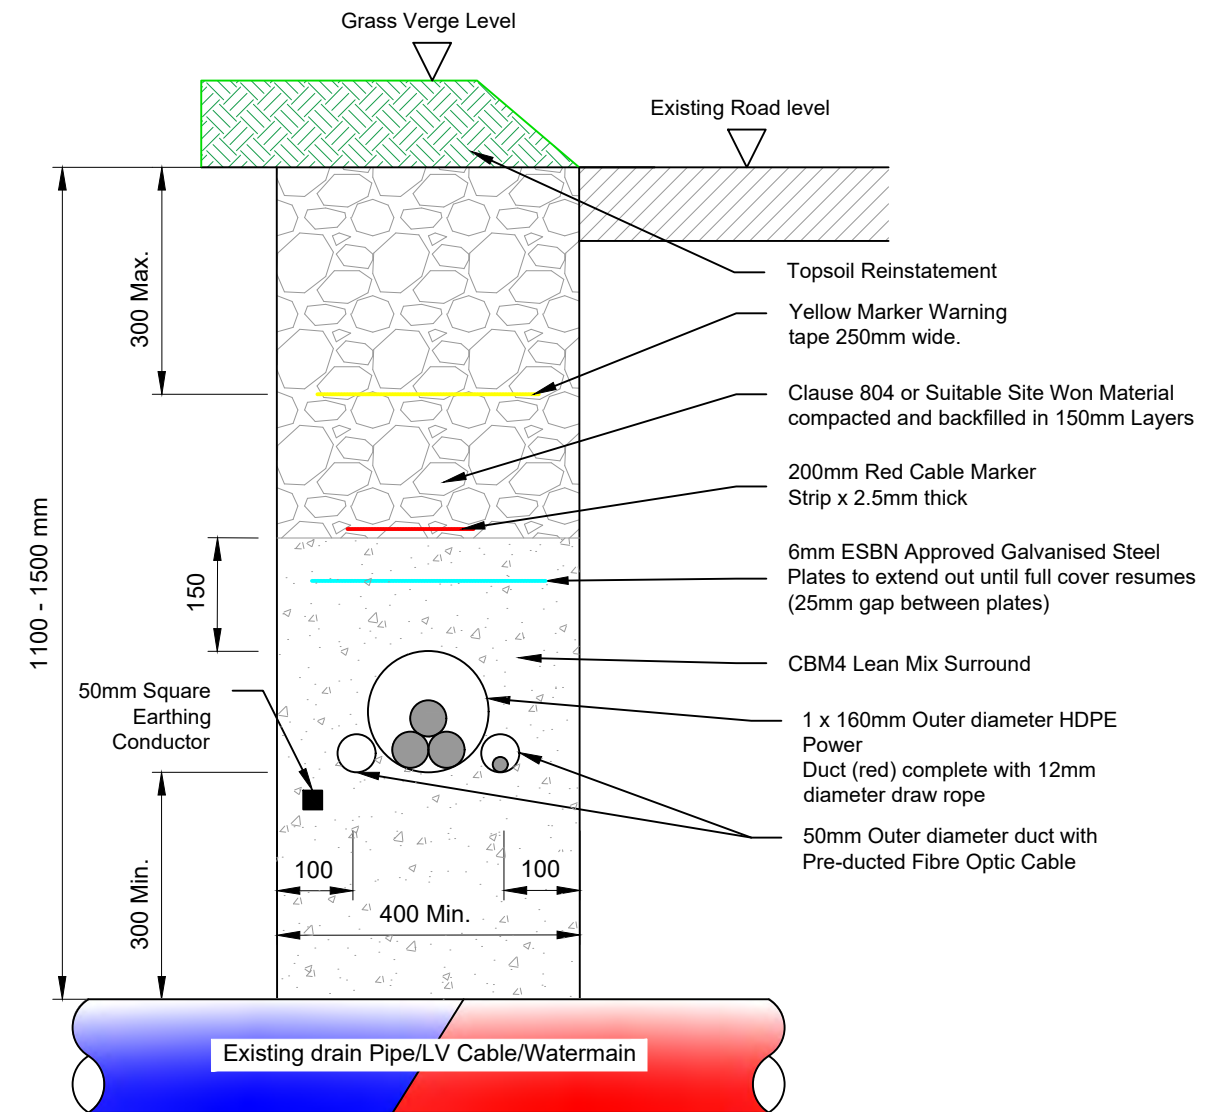 Grass Verge Level
Existing Road level
Topsoil Reinstatement
Yellow Marker Warning
tape 250mm wide.
Clause 804 or Suitable Site Won Material
compacted and backfilled in 150mm Layers
200mm Red Cable Marker
Strip x 2.5mm thick
6mm ESBN Approved Galvanised Steel
Plates to extend out until full cover resumes
(25mm gap between plates)
CBM4 Lean Mix Surround
1 x 160mm Outer diameter HDPE
Power
Duct (red) complete with 12mm
diameter draw rope
50mm Outer diameter duct with
Pre-ducted Fibre Optic Cable
300 Max.
150
1100 - 1500 mm
50mm Square
Earthing
Conductor
300 Min.
100
100
400 Min.
Existing drain Pipe/LV Cable/Watermain